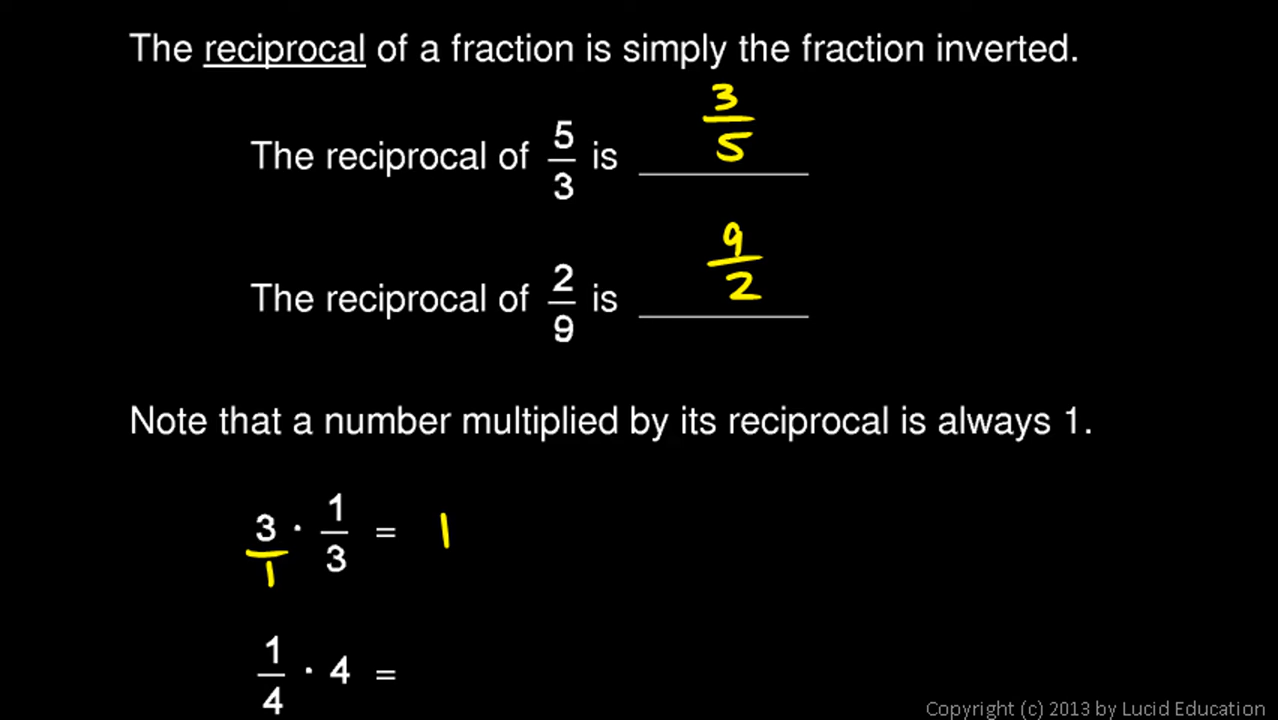 The reciprocal of a fraction is simply the fraction inverted.
The reciprocal of 5/3 is 3/5
The reciprocal of 2/9 is 9/2
Note that a number multiplied by its reciprocal is always 1.
3/1 · 1/3 = 1
1/4 · 4 =
Copyright (c) 2013 by Lucid Education